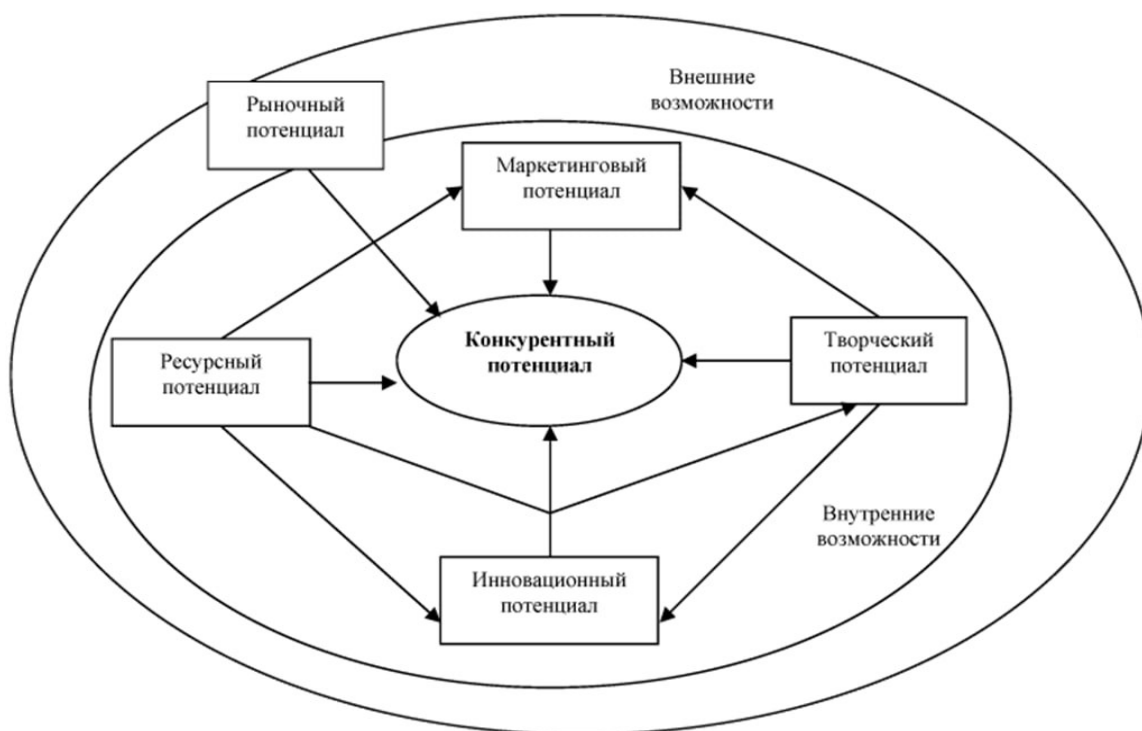 Внешние
возможности
Рыночный
потенциал
Маркетинговый
потенциал
Конкурентный
потенциал
Творческий
потенциал
Ресурсный
потенциал
Внутренние
возможности
Инновационный
потенциал